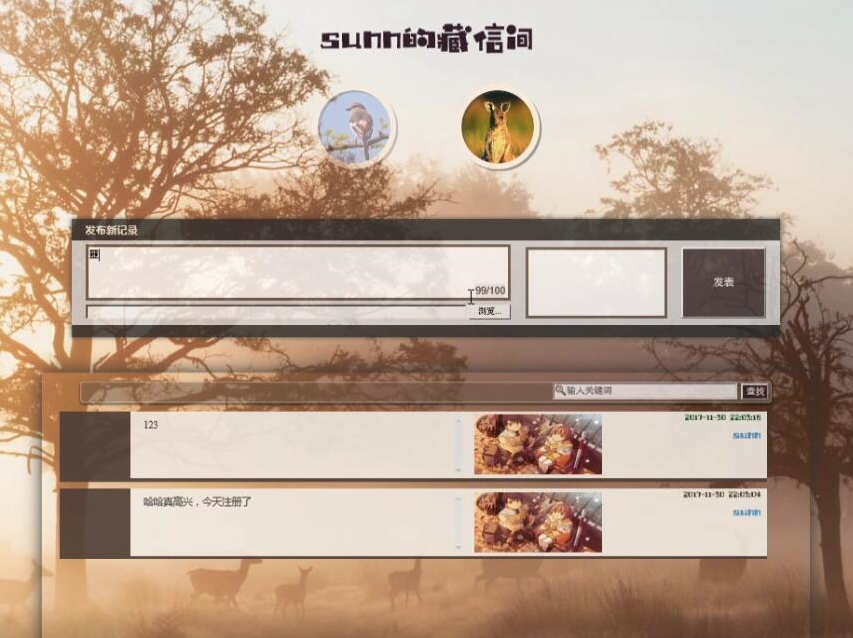 sunn的藏信间
发布新记录
99/100
浏览...
发表
输入关键词
查找
123
2017-11-30 22:03:16
sunn
哈哈真高兴，今天注册了
2017-11-30 22:03:04
sunn